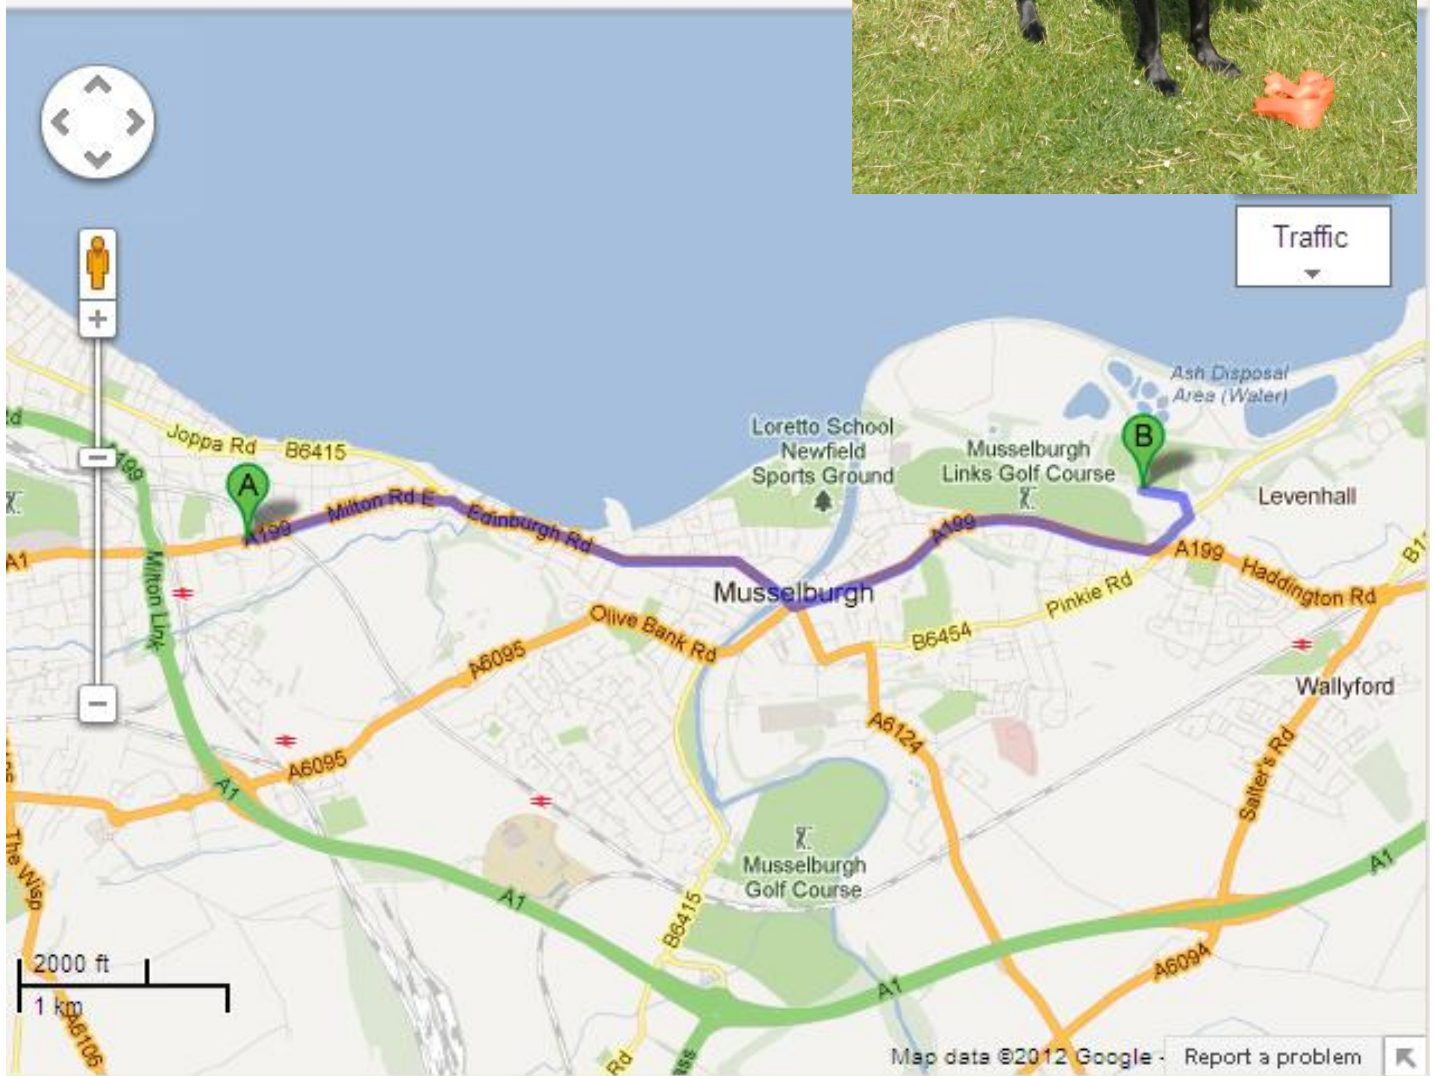 Traffic
Ash Disposal
Area (Water)
Joppa Rd
B6415
A199
Loretto School
Newfield
Sports Ground
Musselburgh
Links Golf Course
B
A
Levenhall
Milton Rd E
Edinburgh Rd
A199
A199
A199
Haddington Rd
A1
Milton Link
Musselburgh
Pinkie Rd
Olive Bank Rd
B6454
A6095
Wallyford
A6124
A6095
A1
Salter's Rd
The Wisp
Musselburgh
Golf Course
A1
A1
B6415
2000 ft
1 km
A6094
A1
A6106
Rd
Map data ©2012 Google -
Report a problem